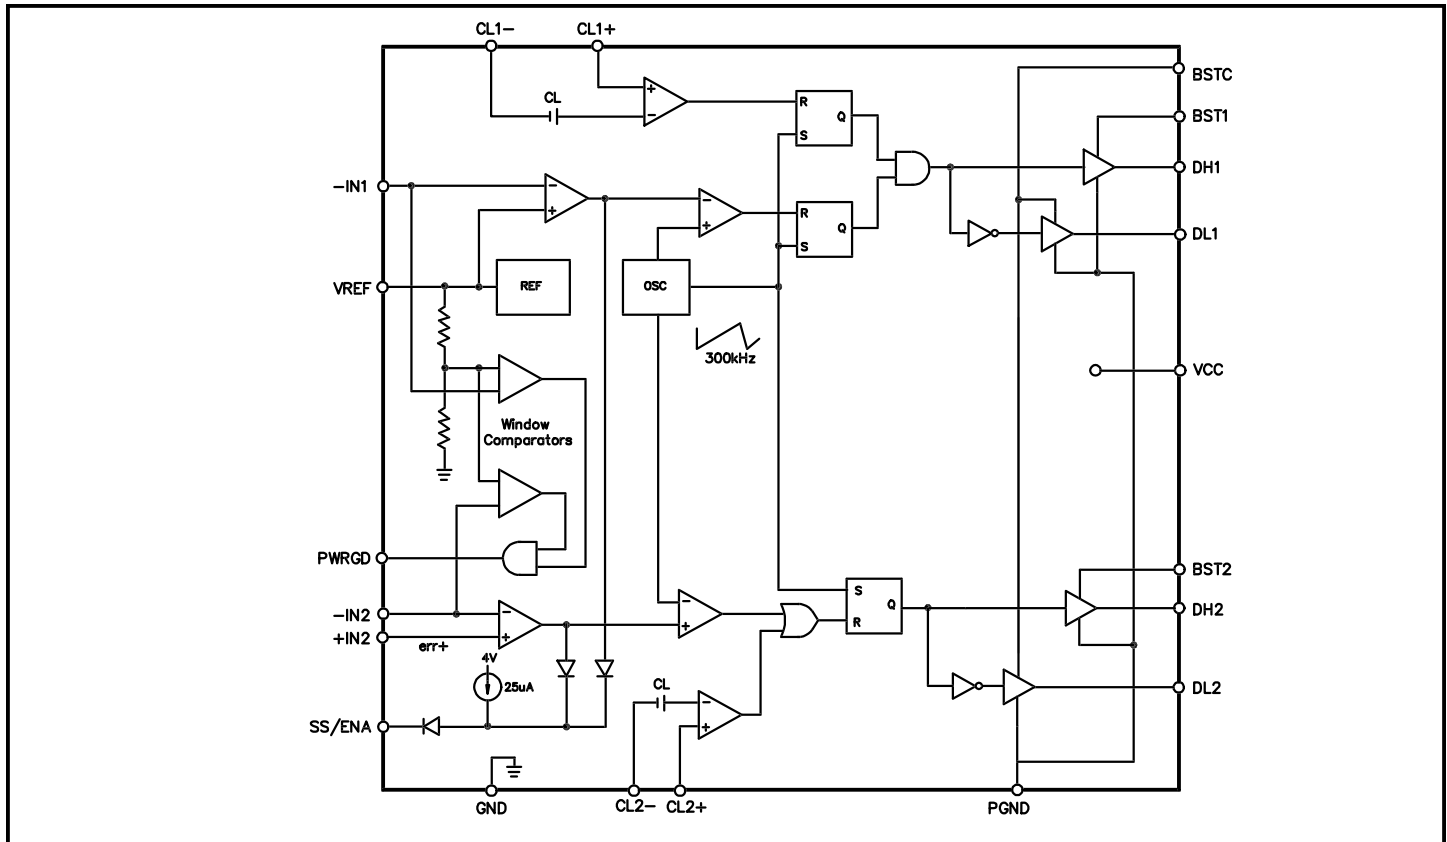 CL1-
CL1+
BSTC
CL
+
-
R
Q
S
BST1
DH1
-IN1
-
+
-
+
R
Q
S
DL1
VREF
REF
OSC
300kHz
VCC
Window
Comparators
PWRGD
BST2
S
Q
R
DH2
-IN2
+IN2
-
+
err+
-
+
4V
25uA
CL
-
+
DL2
SS/ENA
GND
CL2-
CL2+
PGND